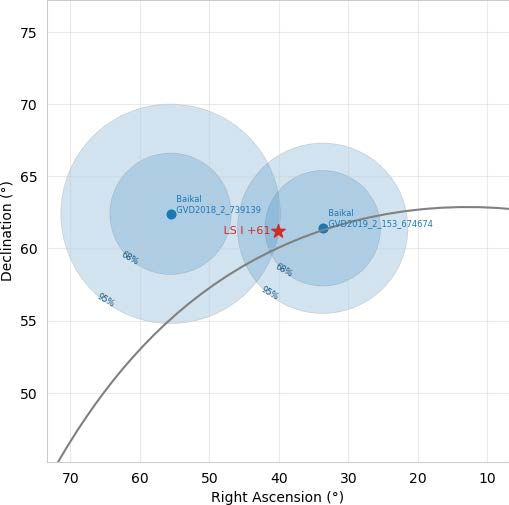 75
70
65
60
55
50
Declination (°)
Baikal
GVD2018_2_739139
Baikal
GVD2019_2_153_674674
LS I +61
68%
95%
68%
95%
70 60 50 40 30 20 10
Right Ascension (°)